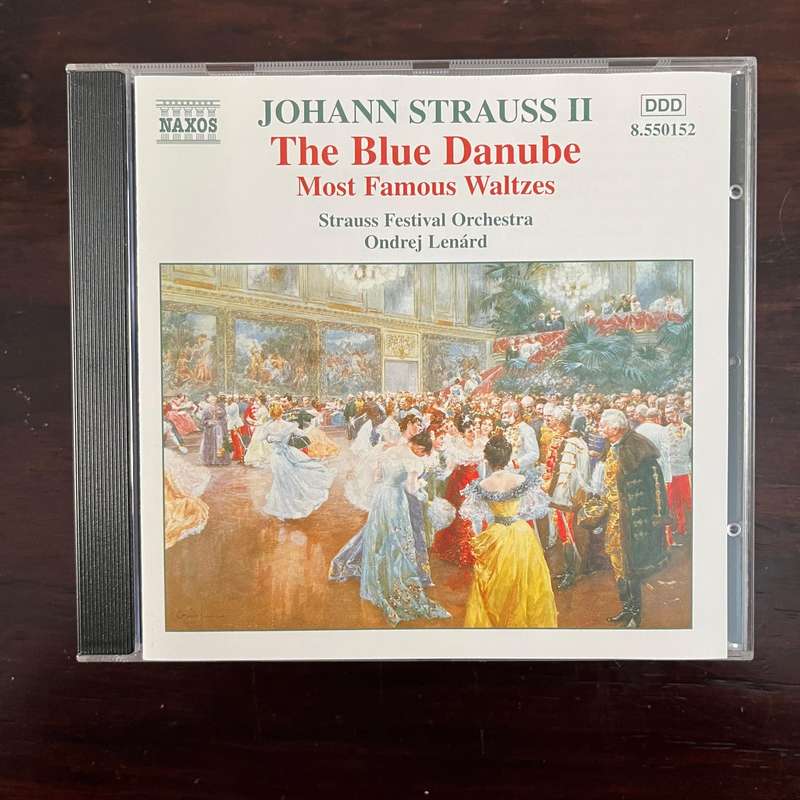 NAXOS
JOHANN STRAUSS II
DDD
8.550152
The Blue Danube
Most Famous Waltzes
Strauss Festival Orchestra
Ondrej Lenárd